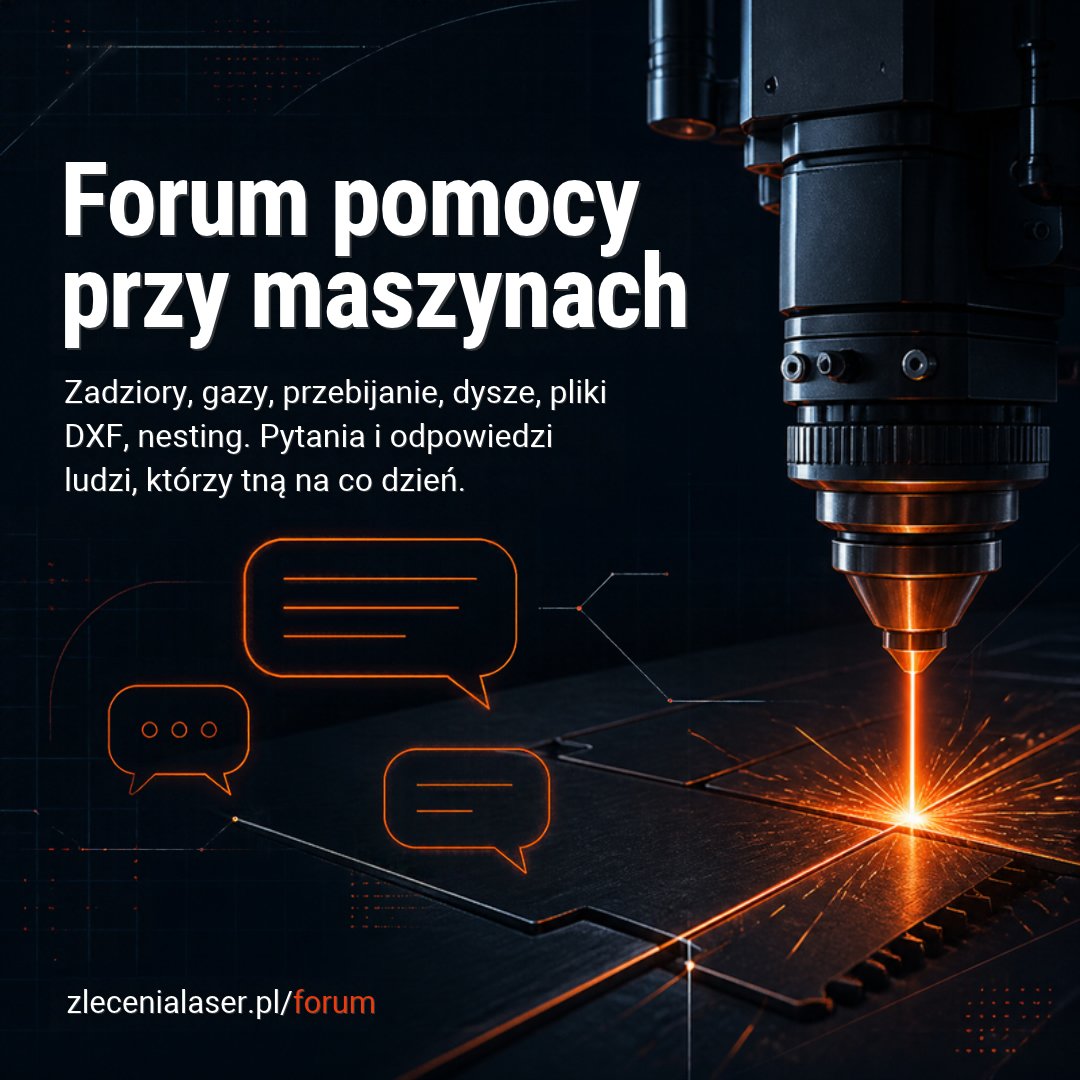 Forum pomocy
przy maszynach
Zadziory, gazy, przebijanie, dysze, pliki
DXF, nesting. Pytania i odpowiedzi
ludzi, którzy tną na co dzień.
zlecenialaser.pl/forum